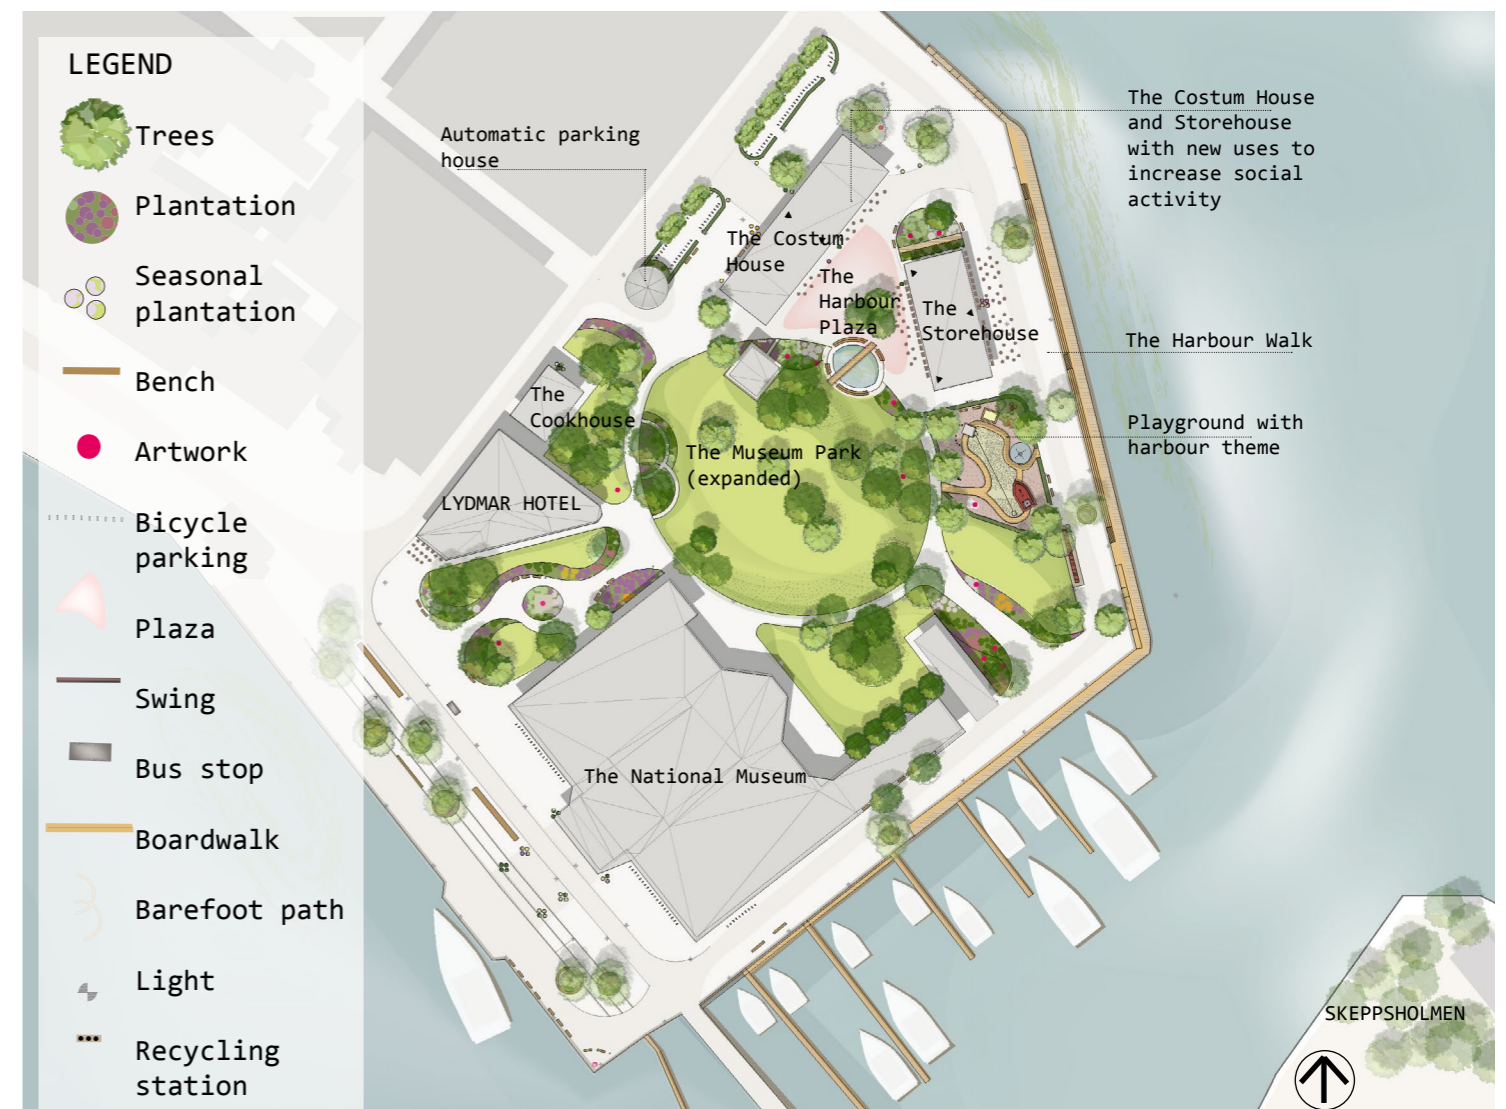 LEGEND
Trees
Plantation
Seasonal
plantation
Bench
Artwork
Bicycle
parking
Plaza
Swing
Bus stop
Boardwalk
Barefoot path
Light
Recycling
station
Automatic parking
house
The Costum House
and Storehouse
with new uses to
increase social
activity
The Costum
House
The
Harbour
Plaza
The
Storehouse
The Harbour Walk
The
Cookhouse
Playground with
harbour theme
The Museum Park
(expanded)
LYDMAR HOTEL
The National Museum
SKEPPSHOLMEN